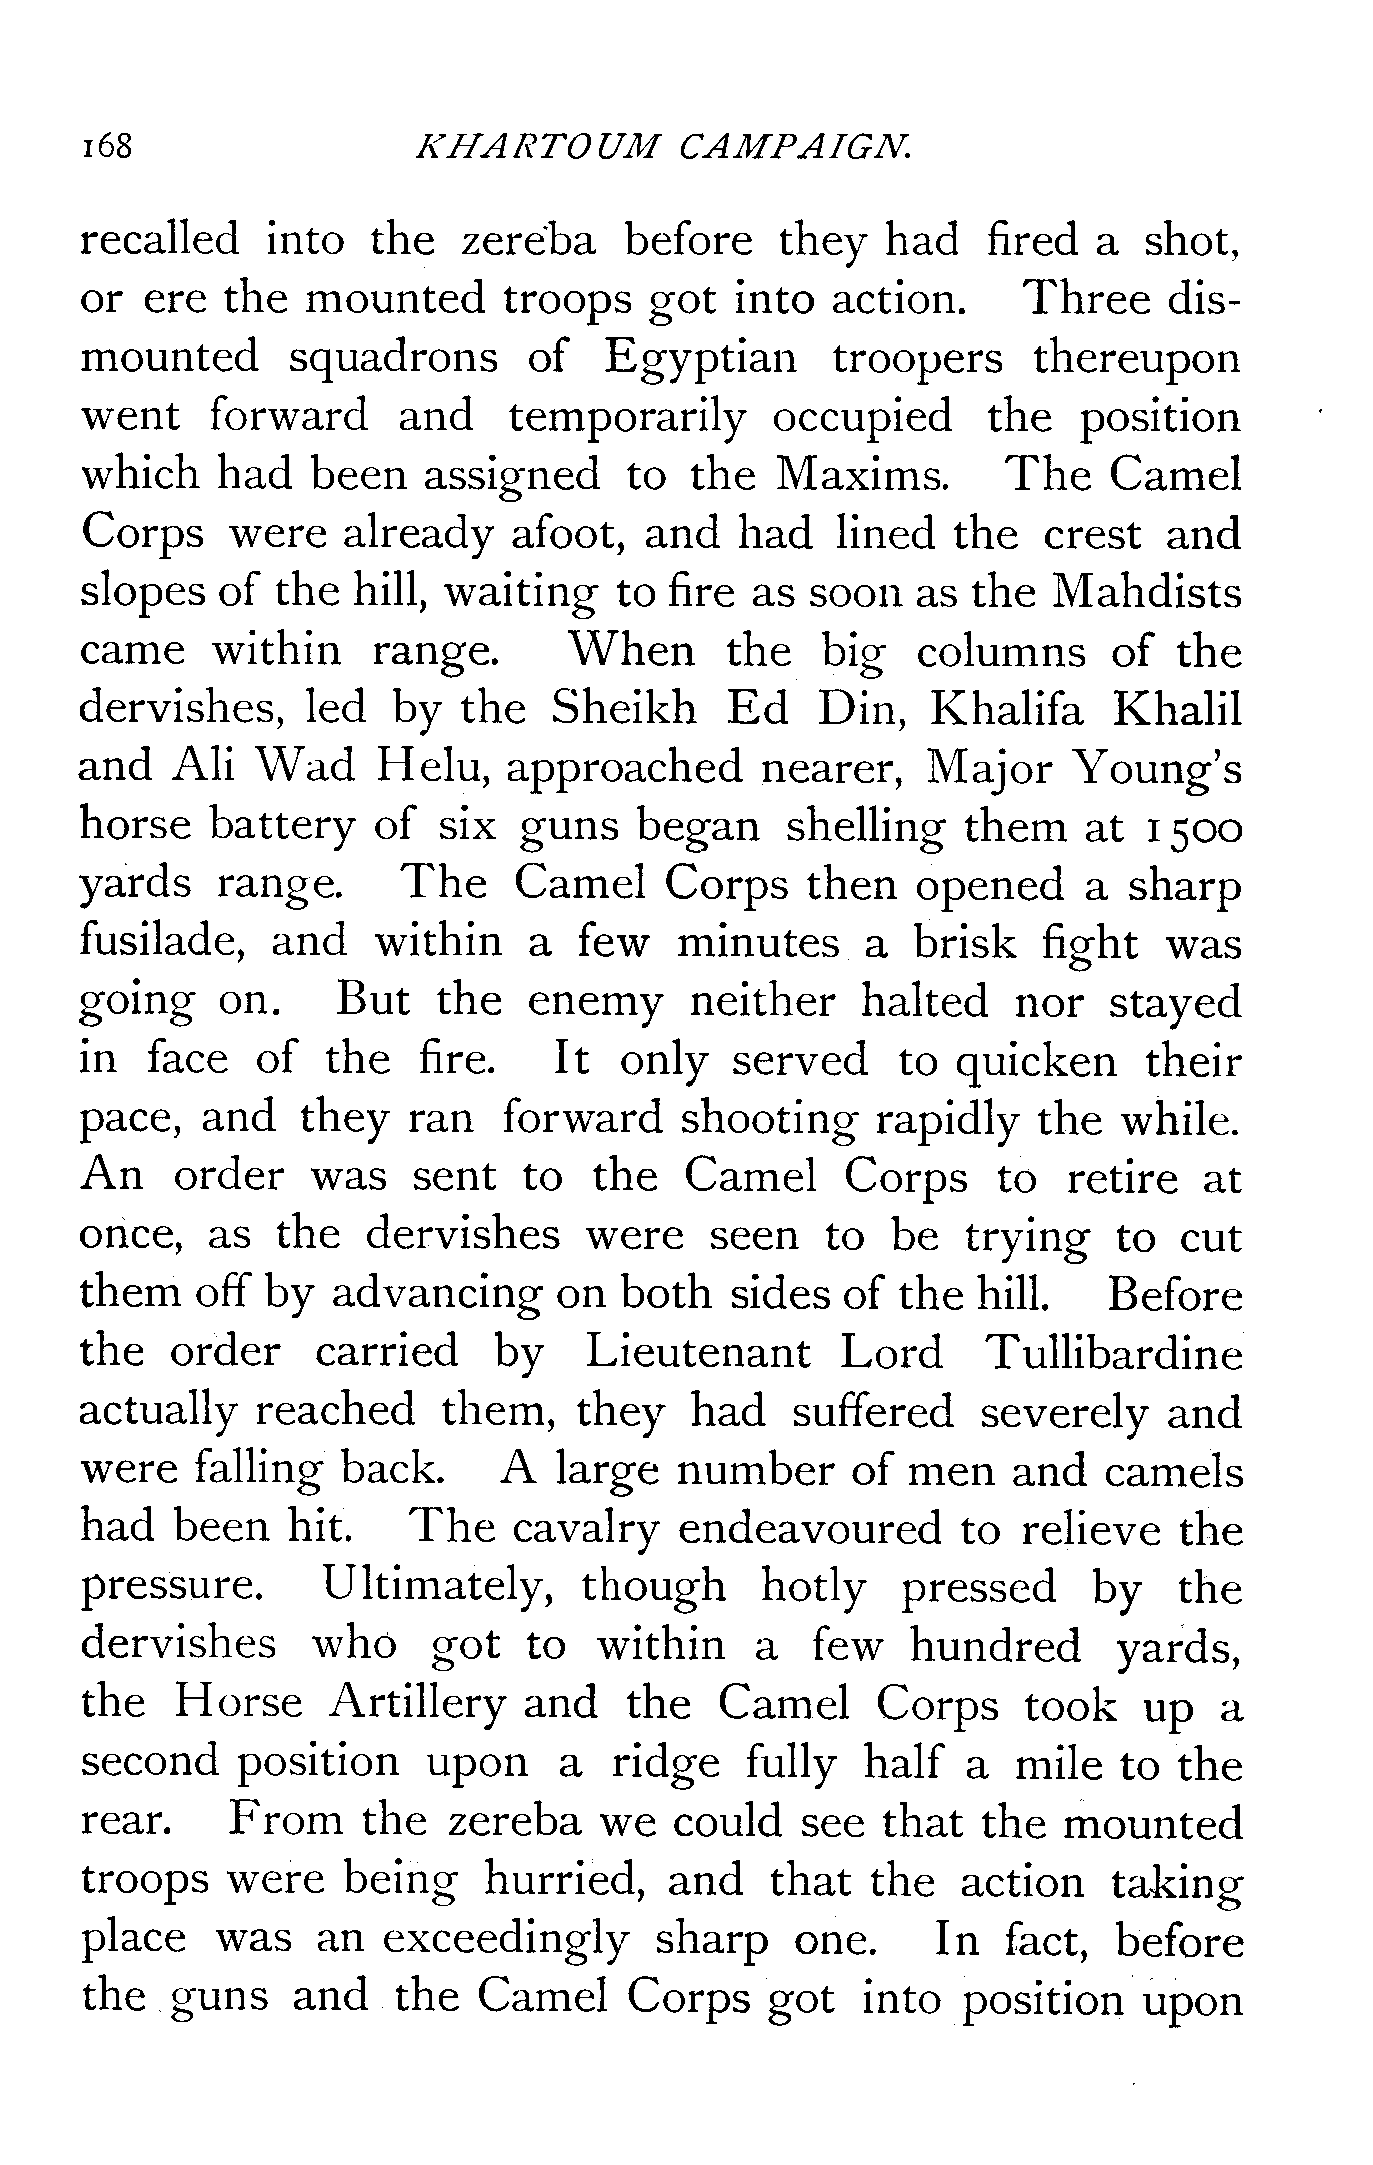 168 KHARTOUM CAMPAIGN.
recalled into the zereba before they had fired a shot,
or ere the mounted troops got into action. Three dis-
mounted squadrons of Egyptian troopers thereupon
went forward and temporarily occupied the position
which had been assigned to the Maxims. The Camel
Corps were already afoot, and had lined the crest and
slopes of the hill, waiting to fire as soon as the Mahdists
came within range. When the big columns of the
dervishes, led by the Sheikh Ed Din, Khalifa Khalil
and Ali Wad Helu, approached nearer, Major Young's
horse battery of six guns began shelling them at 1500
yards range. The Camel Corps then opened a sharp
fusilade, and within a few minutes a brisk fight was
going on. But the enemy neither halted nor stayed
in face of the fire. It only served to quicken their
pace, and they ran forward shooting rapidly the while.
An order was sent to the Camel Corps to retire at
once, as the dervishes were seen to be trying to cut
them off by advancing on both sides of the hill. Before
the order carried by Lieutenant Lord Tullibardine
actually reached them, they had suffered severely and
were falling back. A large number of men and camels
had been hit. The cavalry endeavoured to relieve the
pressure. Ultimately, though hotly pressed by the
dervishes who got to within a few hundred yards,
the Horse Artillery and the Camel Corps took up a
second position upon a ridge fully half a mile to the
rear. From the zereba we could see that the mounted
troops were being hurried, and that the action taking
place was an exceedingly sharp one. In fact, before
the guns and the Camel Corps got into position upon